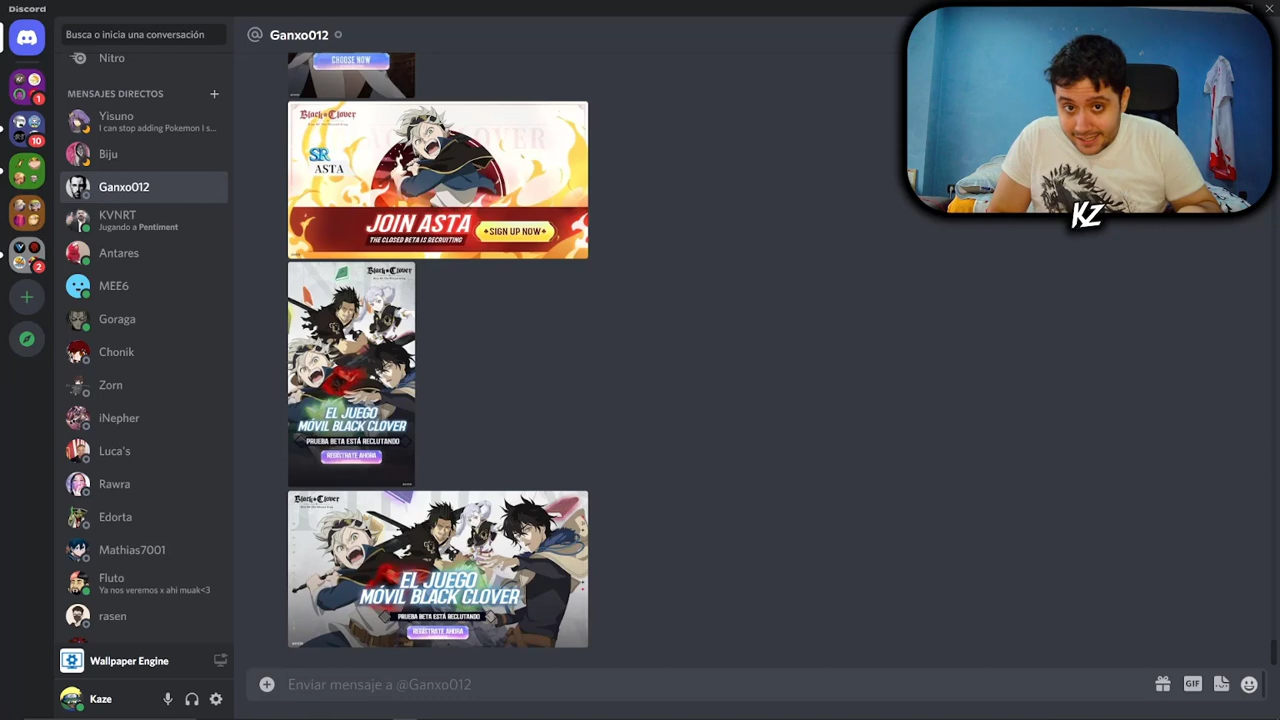 Discord
Busca o inicia una conversación
Nitro
MENSAJES DIRECTOS
Yisuno
I can stop adding Pokemon I s...
Biju
Ganxo012
KVNRT
Jugando a Pentiment
Antares
MEE6
Goraga
Chonik
Zorn
iNepher
Luca's
Rawra
Edorta
Mathias7001
Fluto
Ya nos veremos x ahi muak<3
rasen
Wallpaper Engine
Kaze
1
10
2
@ Ganxo012
CHOOSE NOW
Black Clover
SR
ASTA
JOIN ASTA
THE CLOSED BETA IS RECRUITING
SIGN UP NOW
Black Clover
EL JUEGO
MÓVIL BLACK CLOVER
PRUEBA BETA ESTÁ RECLUTANDO
REGÍSTRATE AHORA
Black Clover
EL JUEGO
MÓVIL BLACK CLOVER
PRUEBA BETA ESTÁ RECLUTANDO
REGÍSTRATE AHORA
Enviar mensaje a @Ganxo012
GIF
KZ